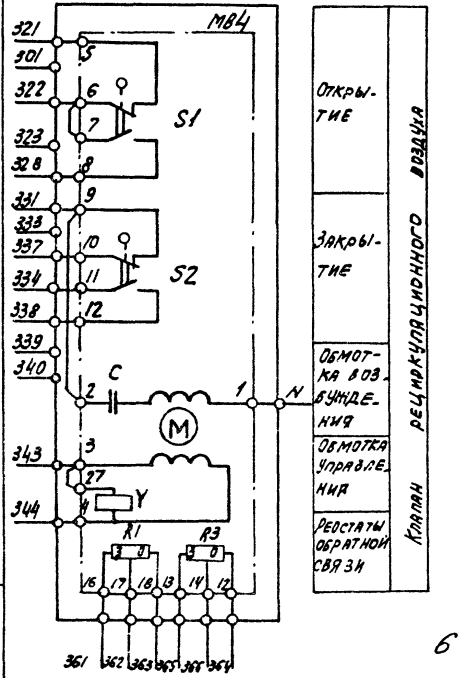 МВ4
321
5
301
322
6
S1
7
323
328
8
331
9
333
337
10
334
11
S2
338
12
339
340
2
C
1
N
М
343
3
27
Y
344
4
R1
R3
З О
З О
16 17 18 13 14 12
361 362 363 365 366 364
Откры-
тие
Закры-
тие
Обмот-
ка воз-
бужде-
ния
Обмотка
управле-
ния
Реостаты
обратной
связи
Клапан рециркуляционного воздуха
6